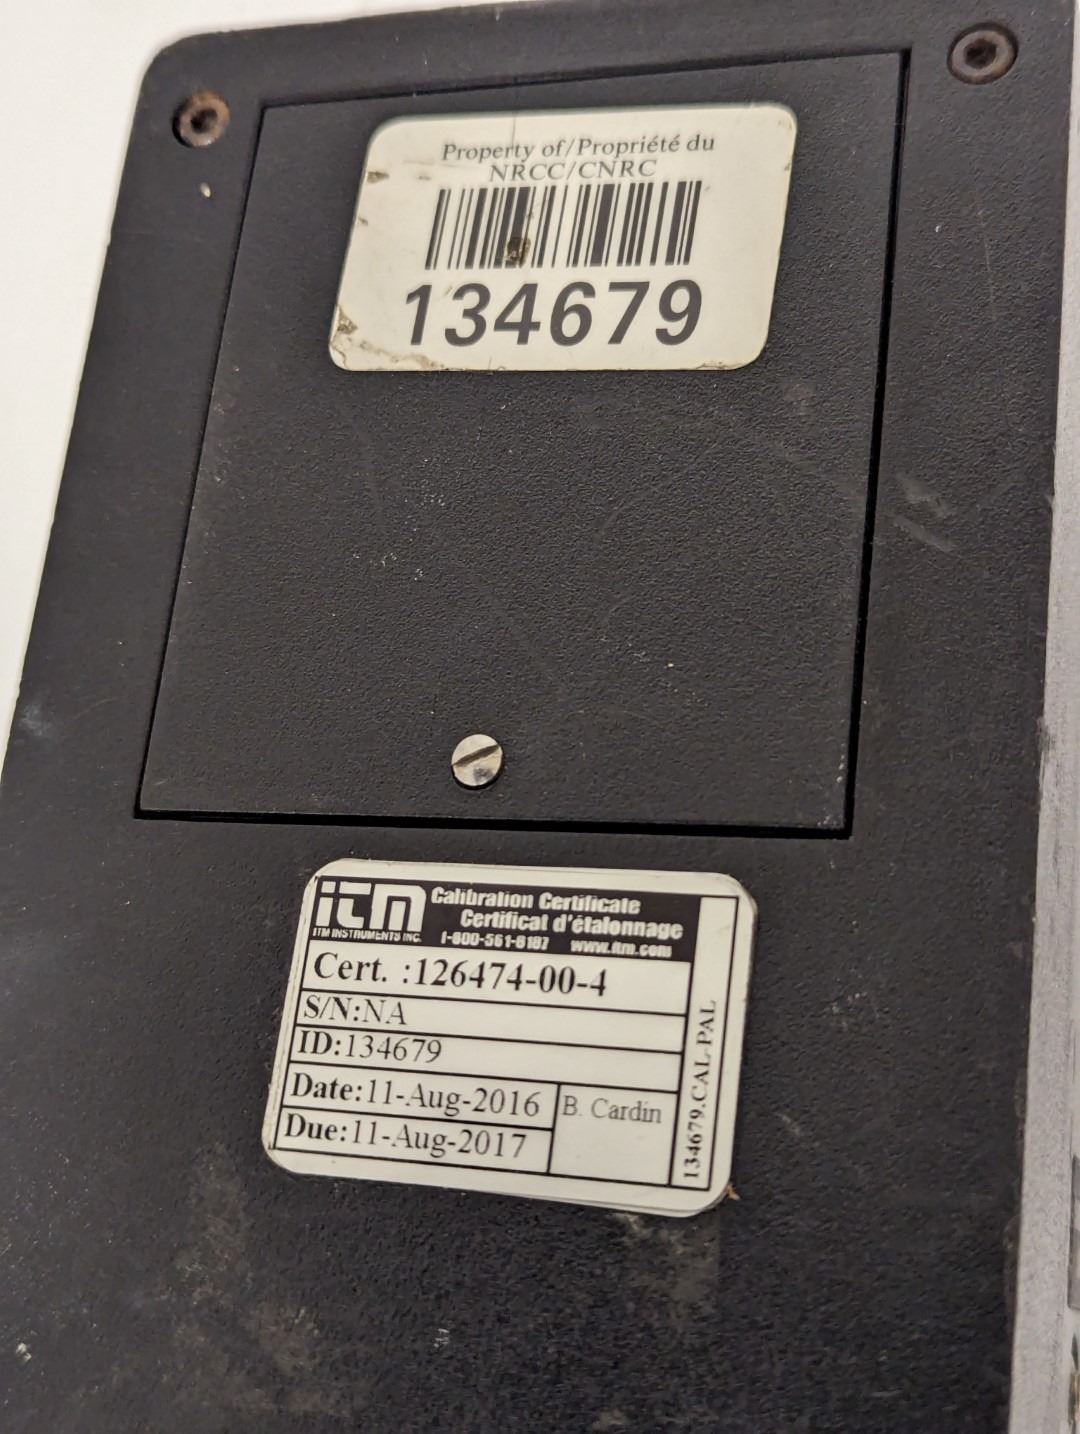 Property of/Propriété du
NRCC/CNRC
134679
iTM Calibration Certificate
Certificat d'étalonnage
ITM INSTRUMENTS INC. 1-800-561-8187 www.itm.com
Cert. :126474-00-4
S/N:NA
ID:134679
Date:11-Aug-2016
B. Cardin
Due:11-Aug-2017
134679.CAL.PAL